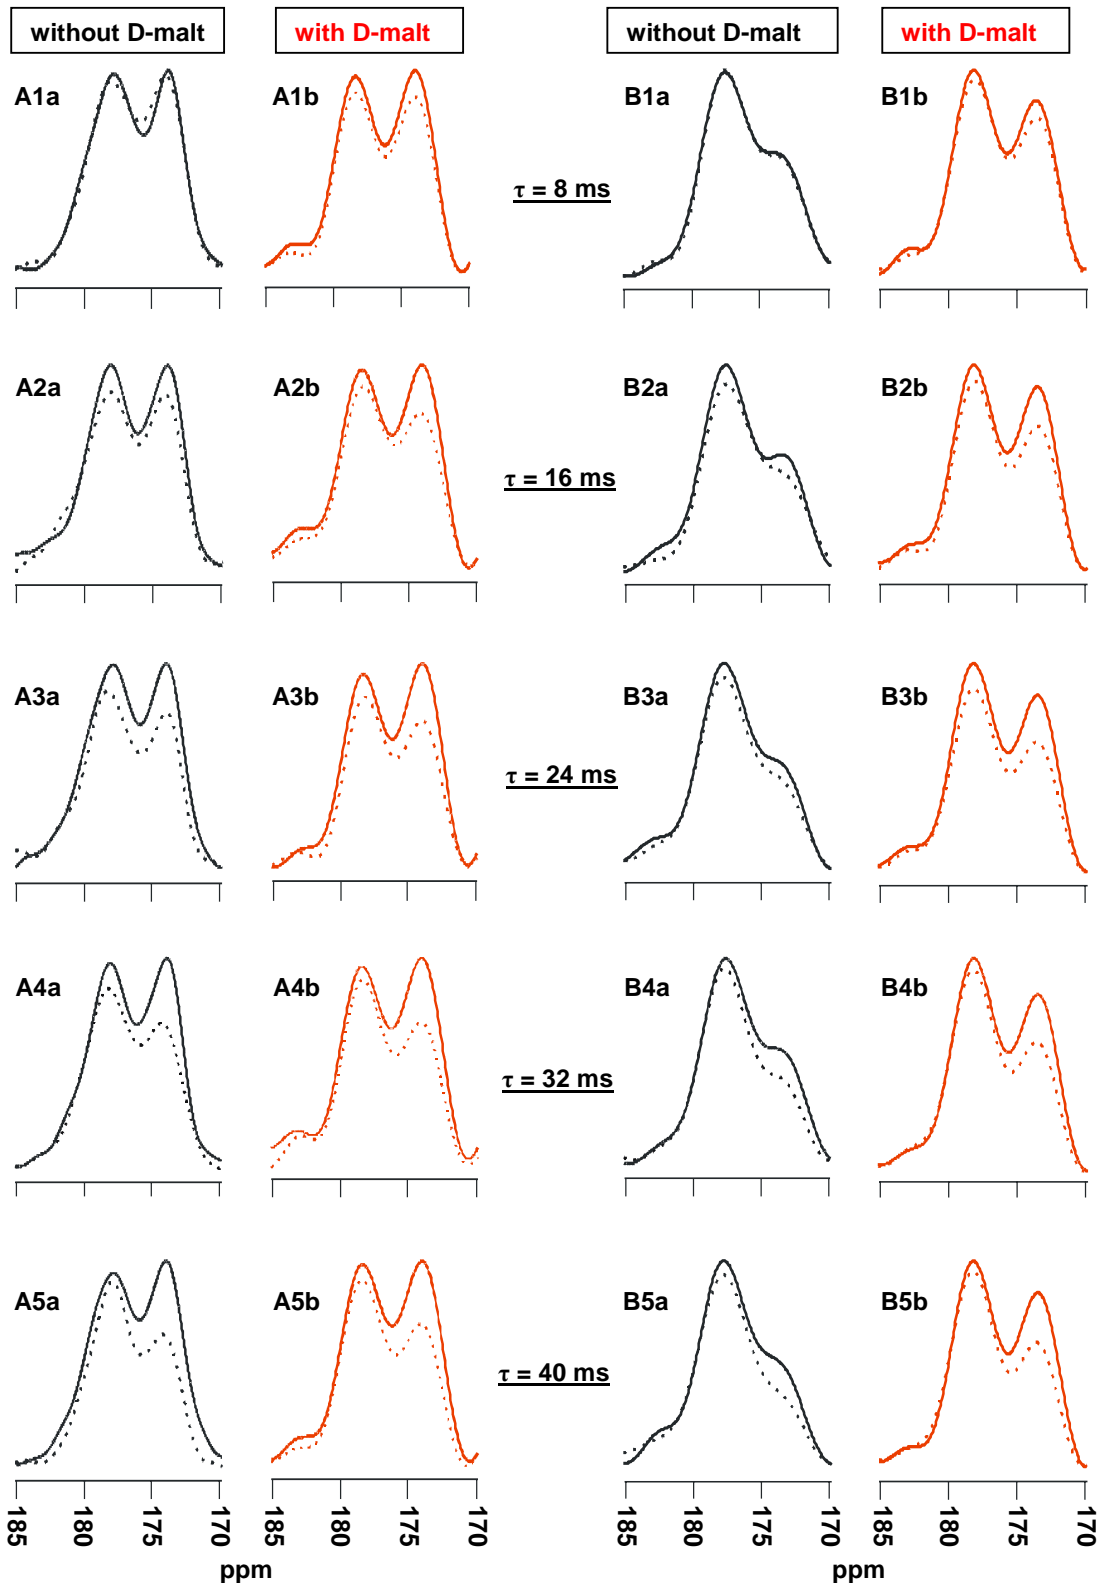 without D-malt with D-malt without D-malt with D-malt
A1a A1b B1a B1b
τ = 8 ms
A2a A2b B2a B2b
τ = 16 ms
A3a A3b B3a B3b
τ = 24 ms
A4a A4b B4a B4b
τ = 32 ms
A5a A5b B5a B5b
τ = 40 ms
185 180 175 170 185 180 175 170 185 180 175 170 185 180 175 170
ppm ppm